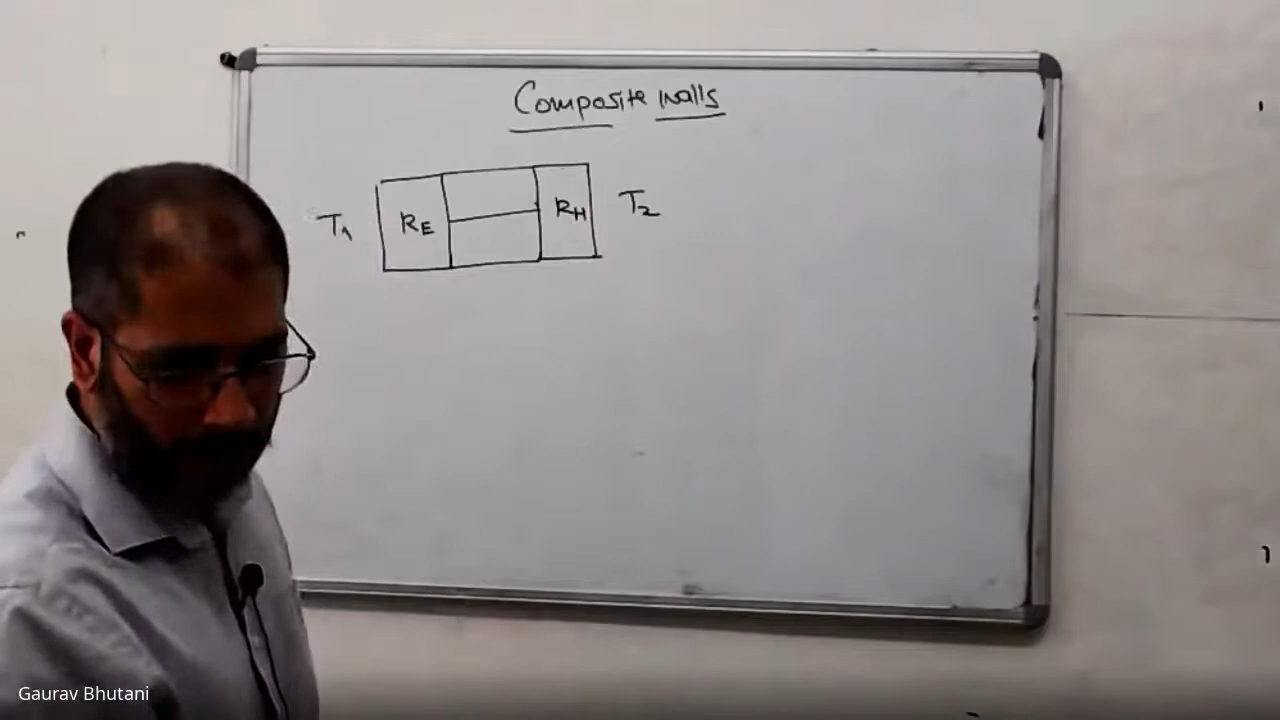 Composite walls
T₁ R_E R_H T₂
Gaurav Bhutani